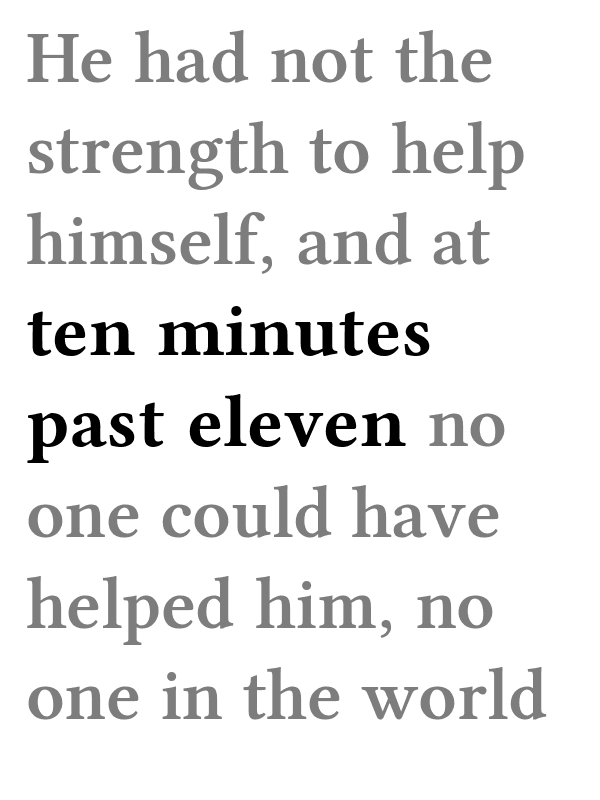 He had not the
strength to help
himself, and at
ten minutes
past eleven no
one could have
helped him, no
one in the world